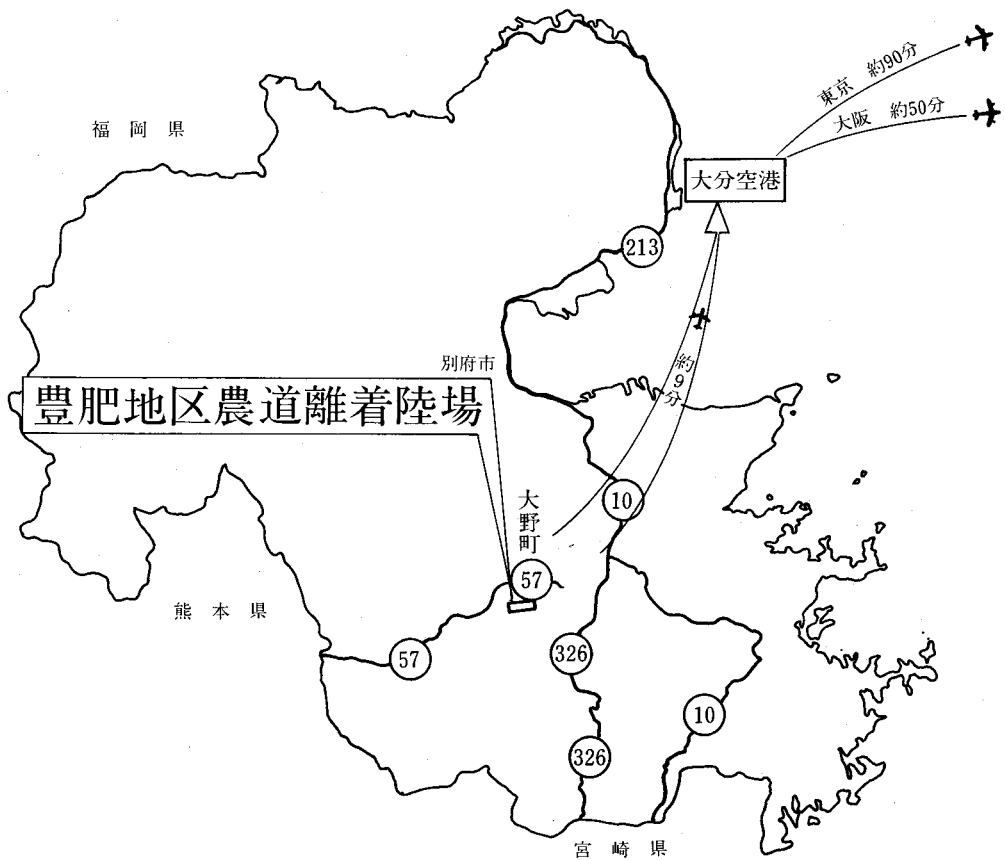 東京 約90分
大阪 約50分
福岡県
大分空港
213
別府市
約9分
豊肥地区農道離着陸場
10
大野町
57
熊本県
57
326
10
326
宮崎県